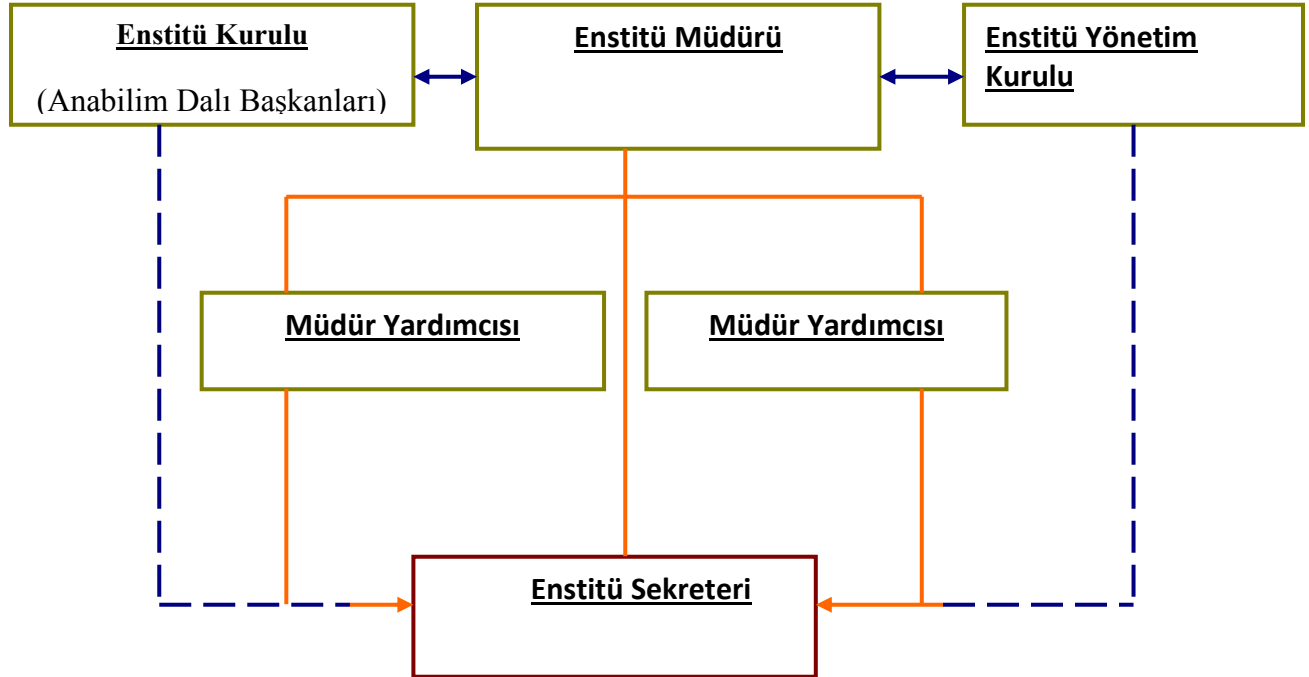 Enstitü Kurulu
(Anabilim Dalı Başkanları)
Enstitü Müdürü
Enstitü Yönetim
Kurulu
Müdür Yardımcısı
Müdür Yardımcısı
Enstitü Sekreteri